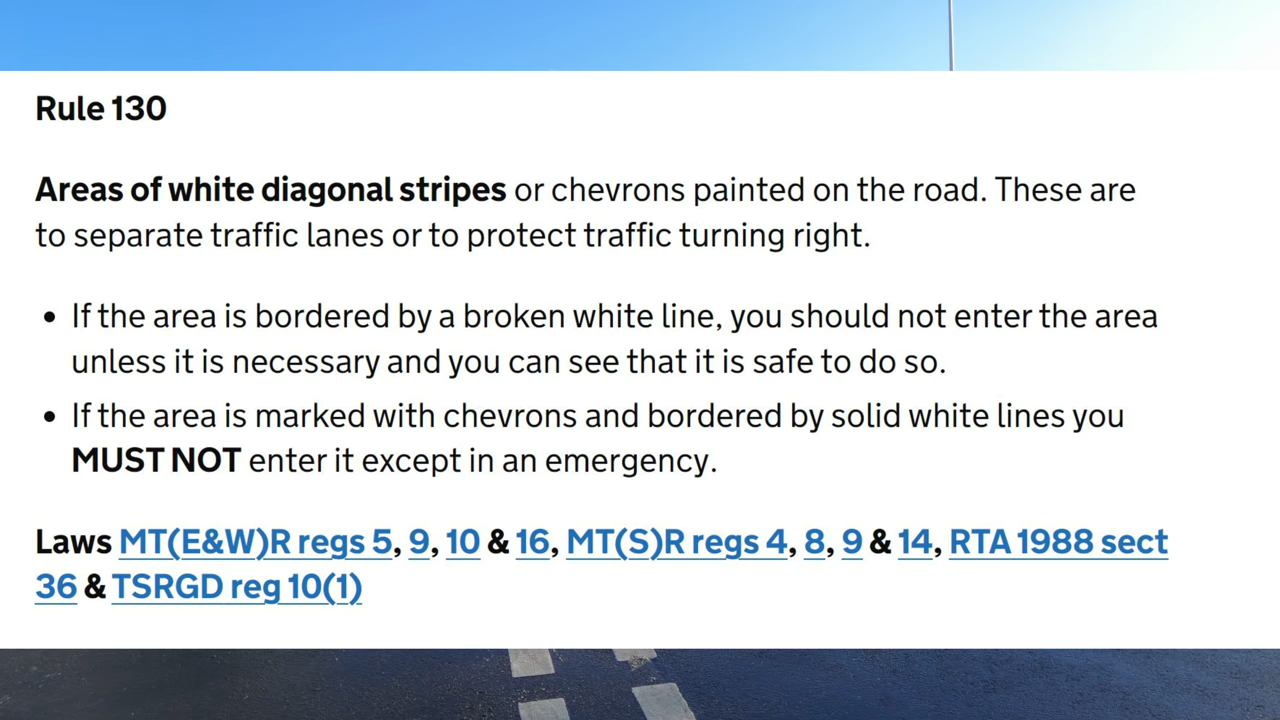 Rule 130
Areas of white diagonal stripes or chevrons painted on the road. These are
to separate traffic lanes or to protect traffic turning right.
• If the area is bordered by a broken white line, you should not enter the area
unless it is necessary and you can see that it is safe to do so.
• If the area is marked with chevrons and bordered by solid white lines you
MUST NOT enter it except in an emergency.
Laws MT(E&W)R regs 5, 9, 10 & 16, MT(S)R regs 4, 8, 9 & 14, RTA 1988 sect
36 & TSRGD reg 10(1)